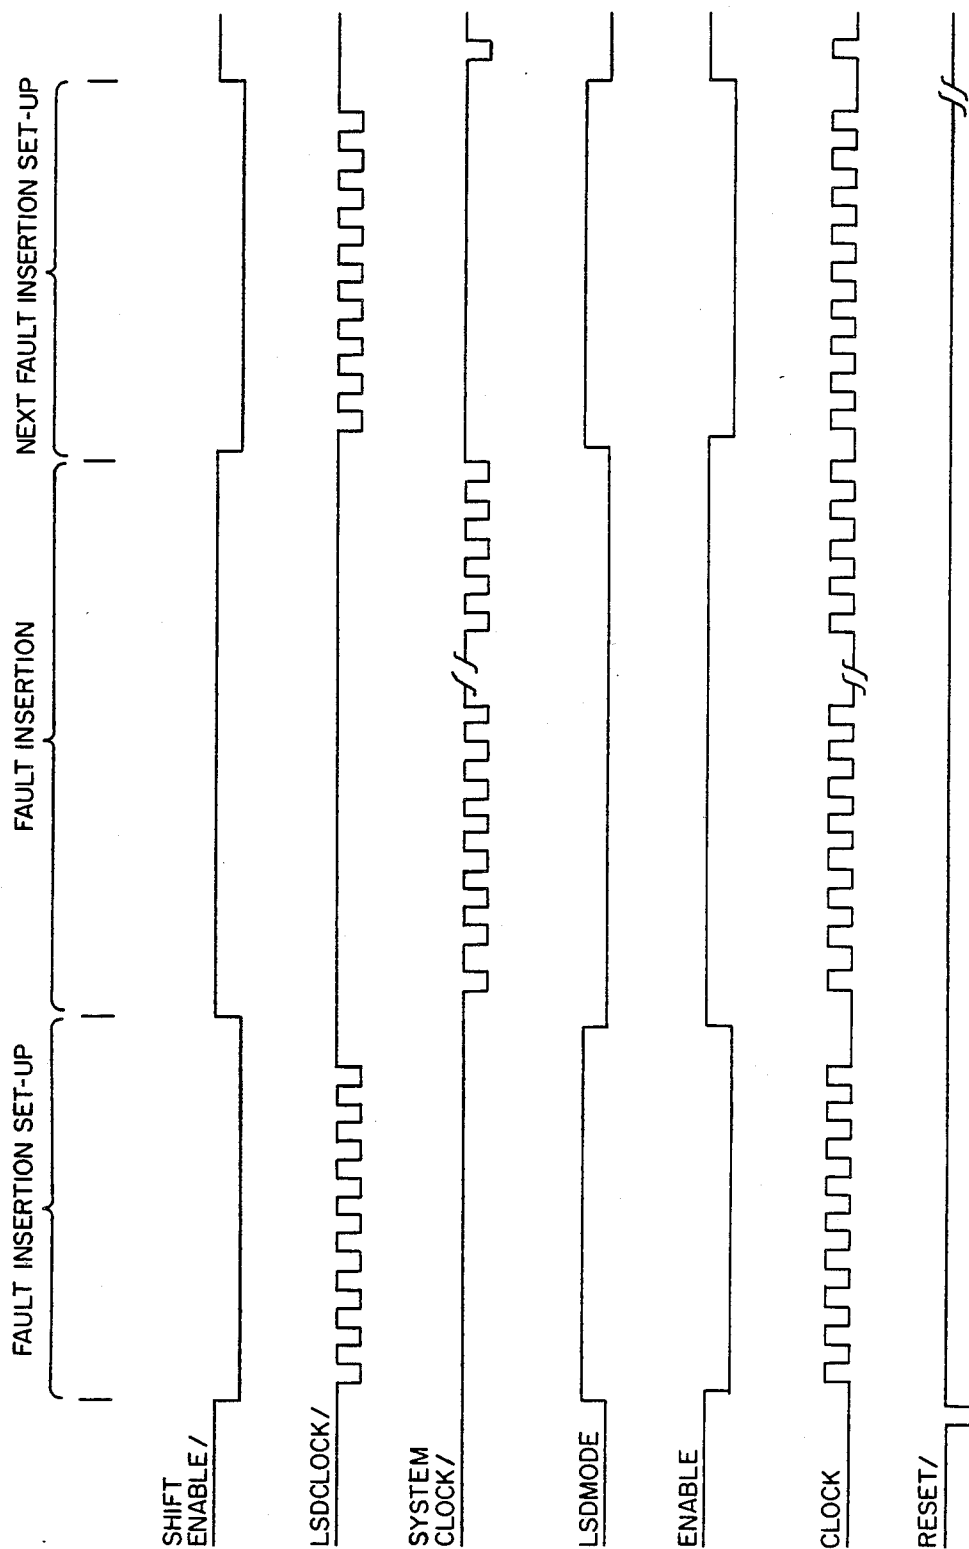 FAULT INSERTION SET-UP
FAULT INSERTION
NEXT FAULT INSERTION SET-UP
SHIFT
ENABLE/
LSDCLOCK/
SYSTEM
CLOCK/
LSDMODE
ENABLE
CLOCK
RESET/